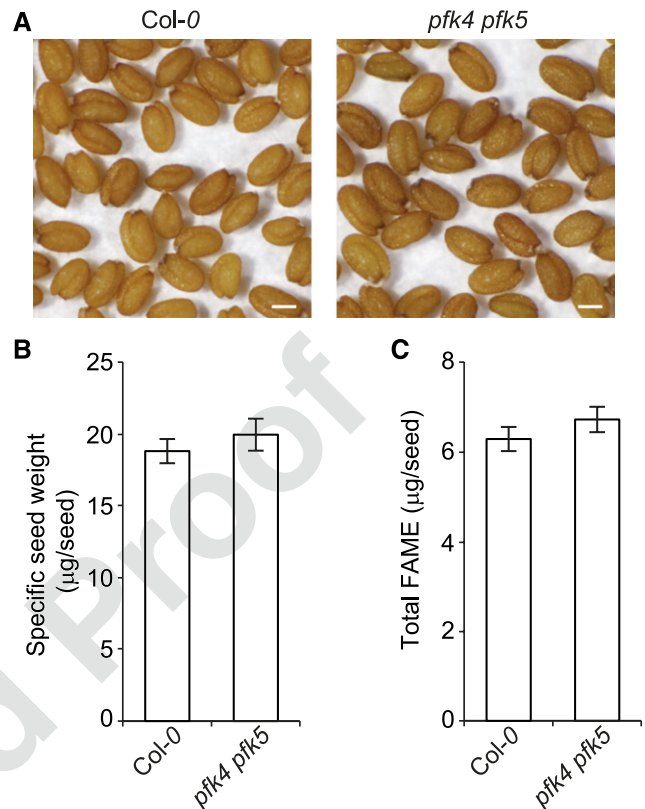 A
Col-0
pfk4 pfk5
B
Specific seed weight
(μg/seed)
25
20
15
10
5
0
Col-0
pfk4 pfk5
C
Total FAME (μg/seed)
8
6
4
2
0
Col-0
pfk4 pfk5
d Proof